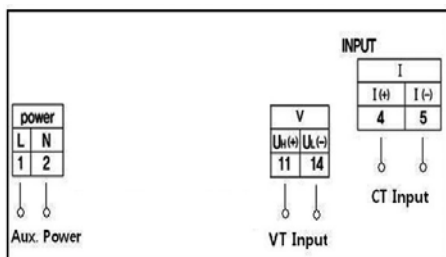 INPUT
I
I (+) I (-)
4 5
CT Input
power
L N
1 2
Aux. Power
V
UH(+) UL(-)
11 14
VT Input